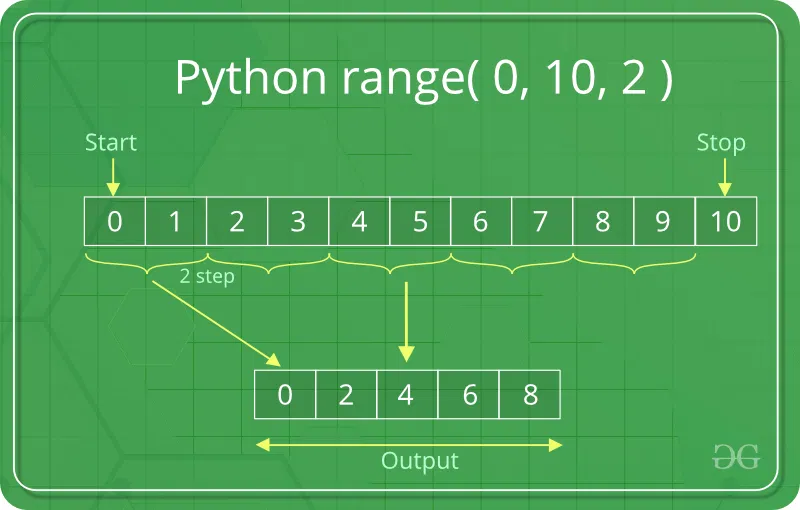 Python range( 0, 10, 2 )
Start Stop
0 1 2 3 4 5 6 7 8 9 10
2 step
0 2 4 6 8
Output
GG